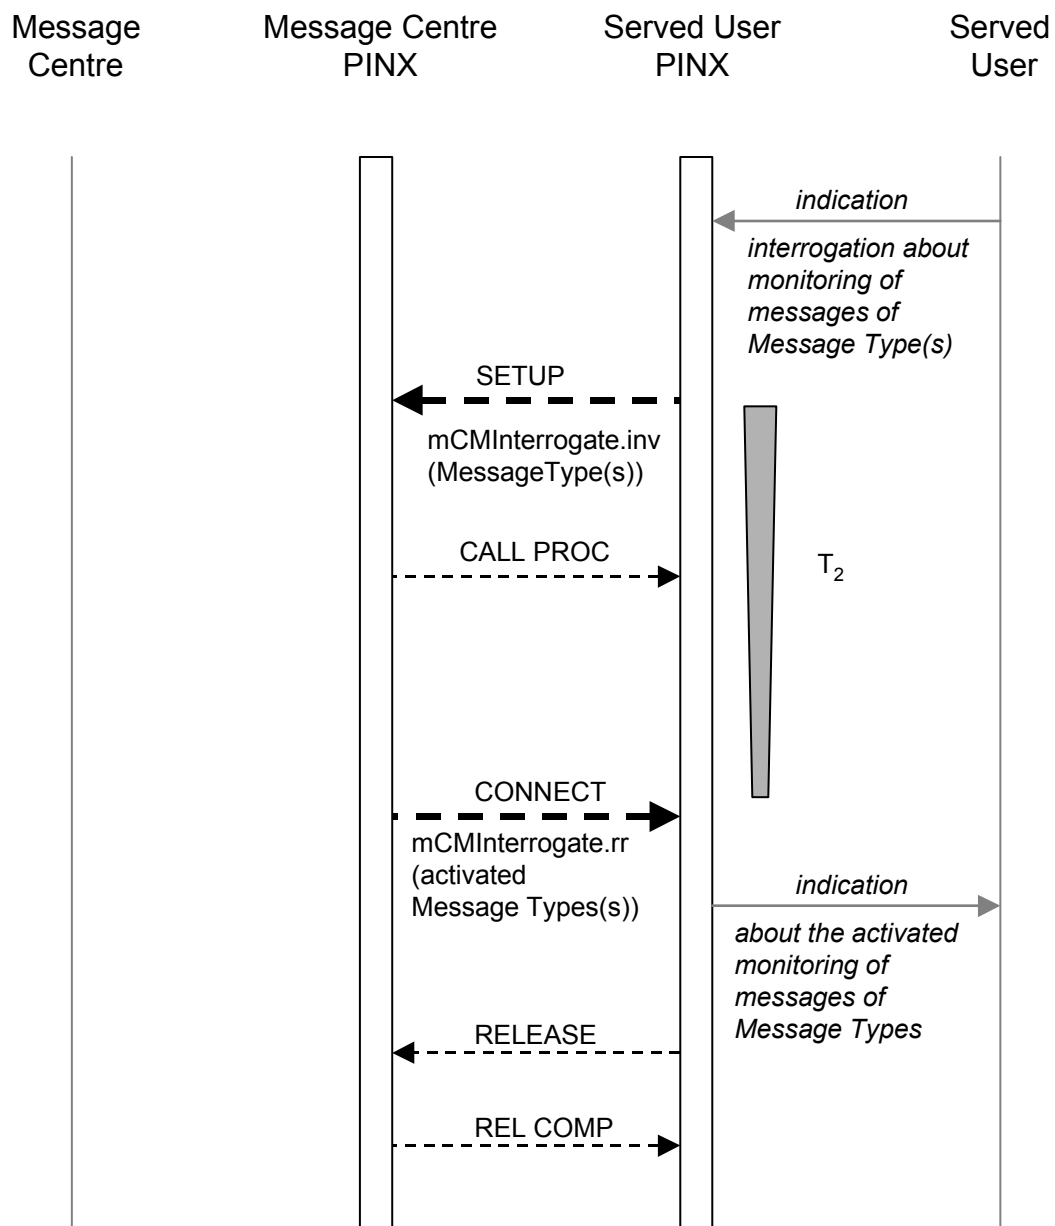 Message
Centre
Message Centre
PINX
Served User
PINX
Served
User
indication
interrogation about
monitoring of
messages of
Message Type(s)
SETUP
mCMInterrogate.inv
(MessageType(s))
CALL PROC
T2
CONNECT
mCMInterrogate.rr
(activated
Message Types(s))
indication
about the activated
monitoring of
messages of
Message Types
RELEASE
REL COMP